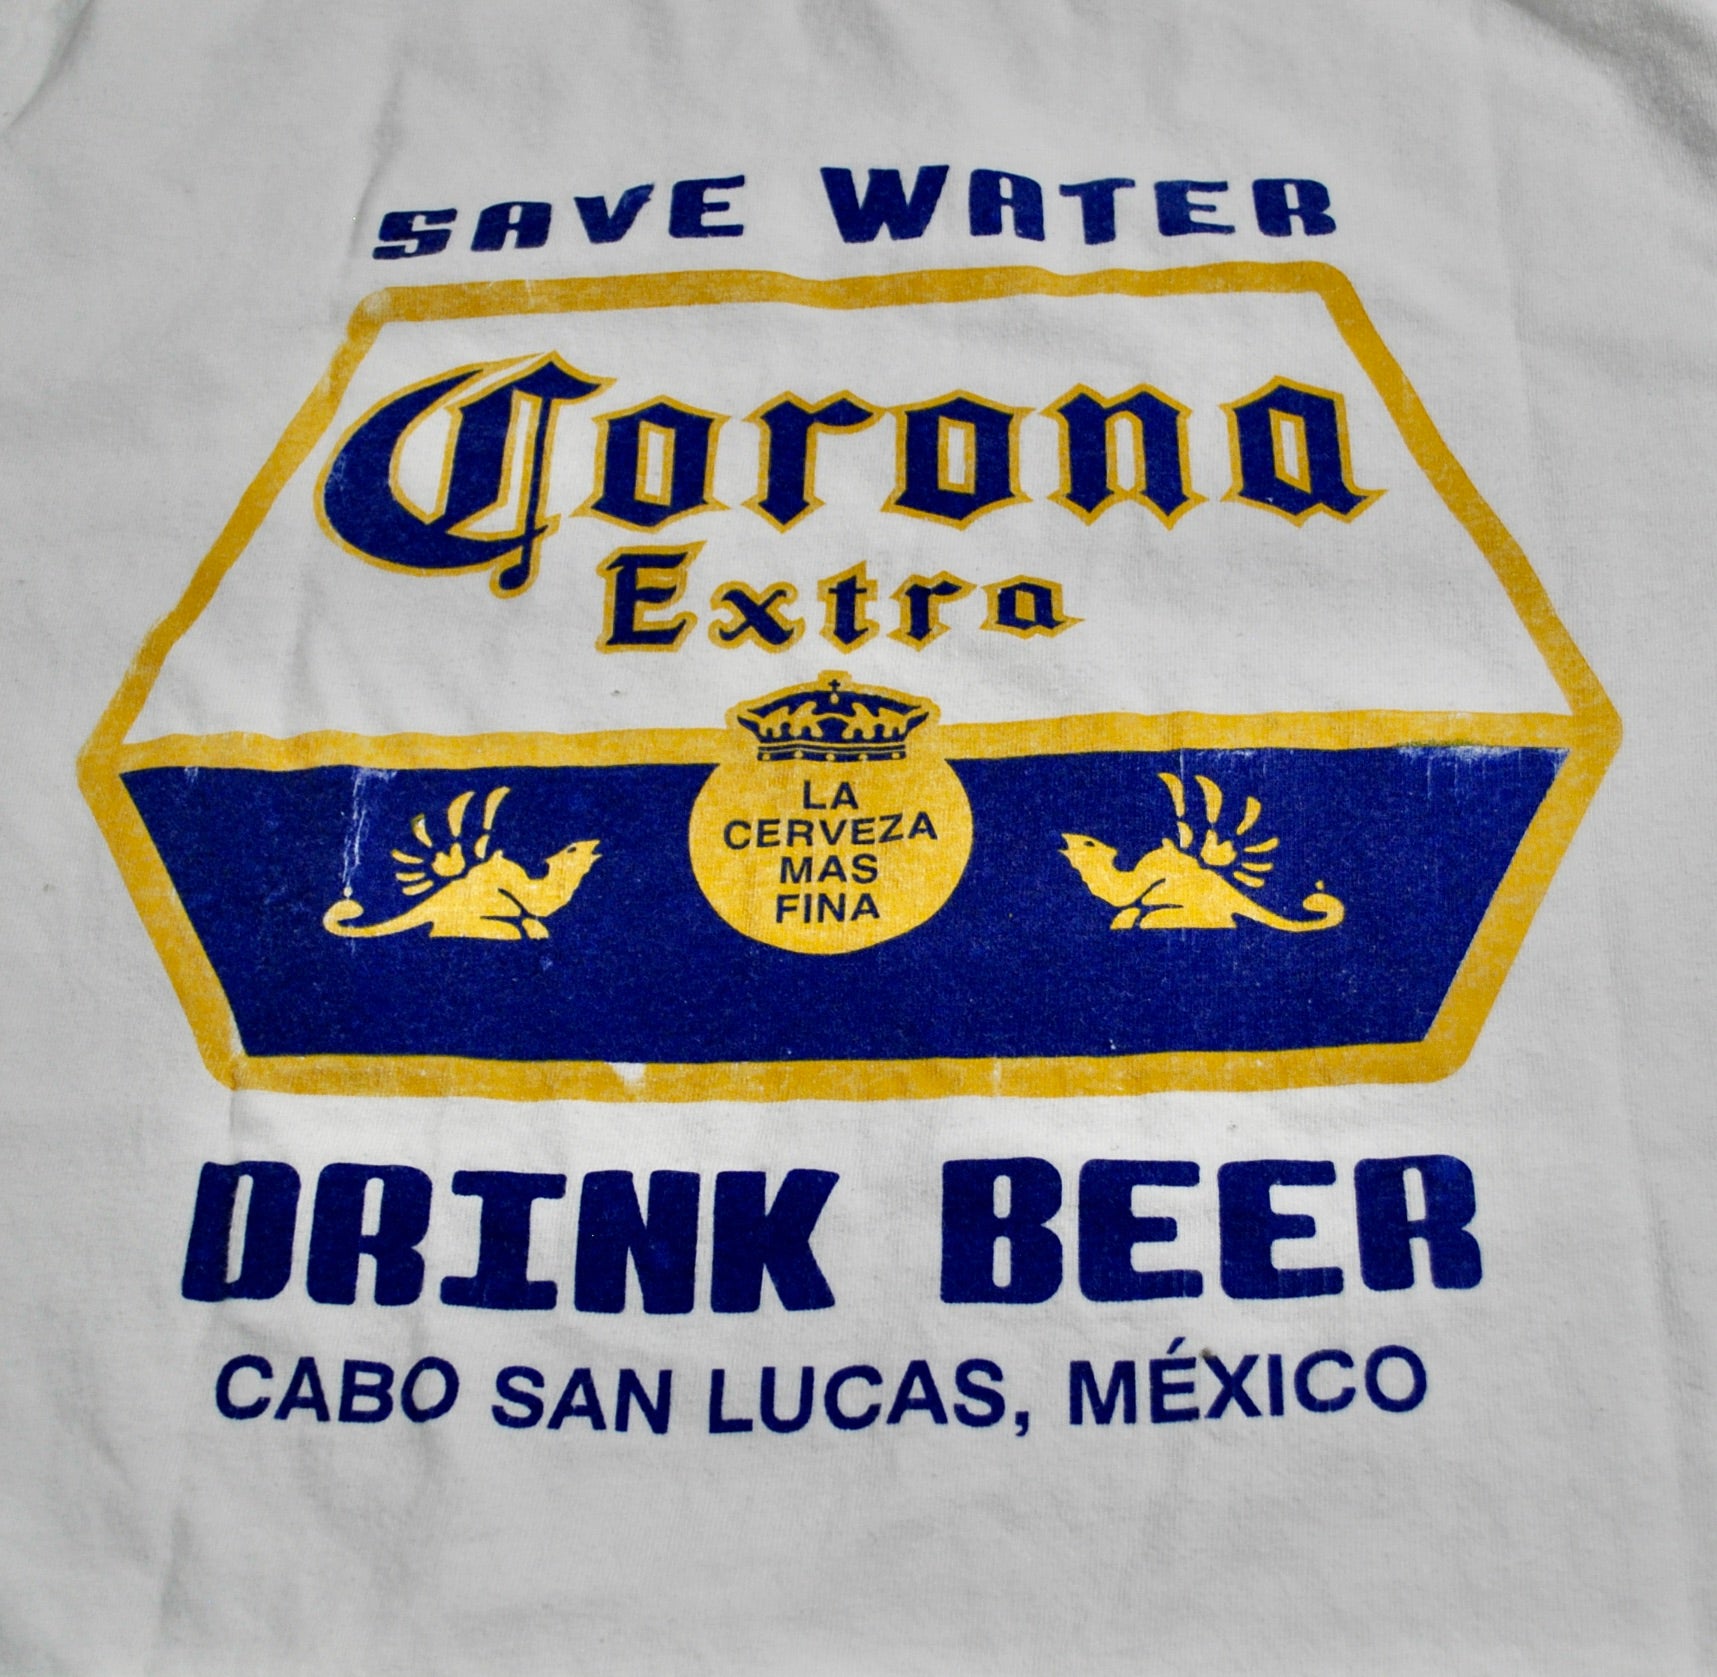 SAVE WATER
Corona
Extra
LA
CERVEZA
MAS
FINA
DRINK BEER
CABO SAN LUCAS, MÉXICO